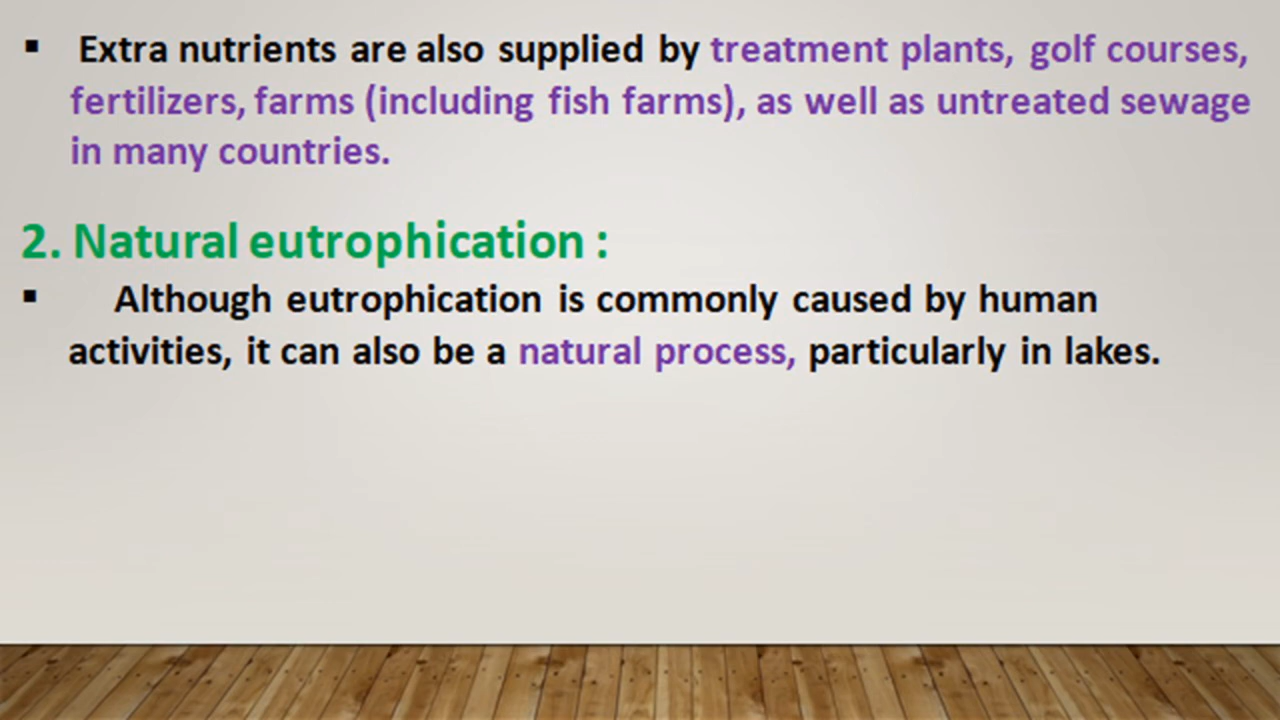 ▪ Extra nutrients are also supplied by treatment plants, golf courses,
fertilizers, farms (including fish farms), as well as untreated sewage
in many countries.
2. Natural eutrophication :
▪ Although eutrophication is commonly caused by human
activities, it can also be a natural process, particularly in lakes.